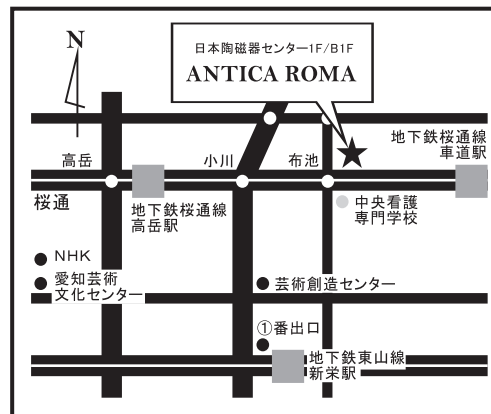 N
日本陶磁器センター1F/B1F
ANTICA ROMA
地下鉄桜通線
車道駅
高岳
小川
布池
桜通
地下鉄桜通線
高岳駅
中央看護
専門学校
NHK
愛知芸術
文化センター
芸術創造センター
①番出口
地下鉄東山線
新栄駅